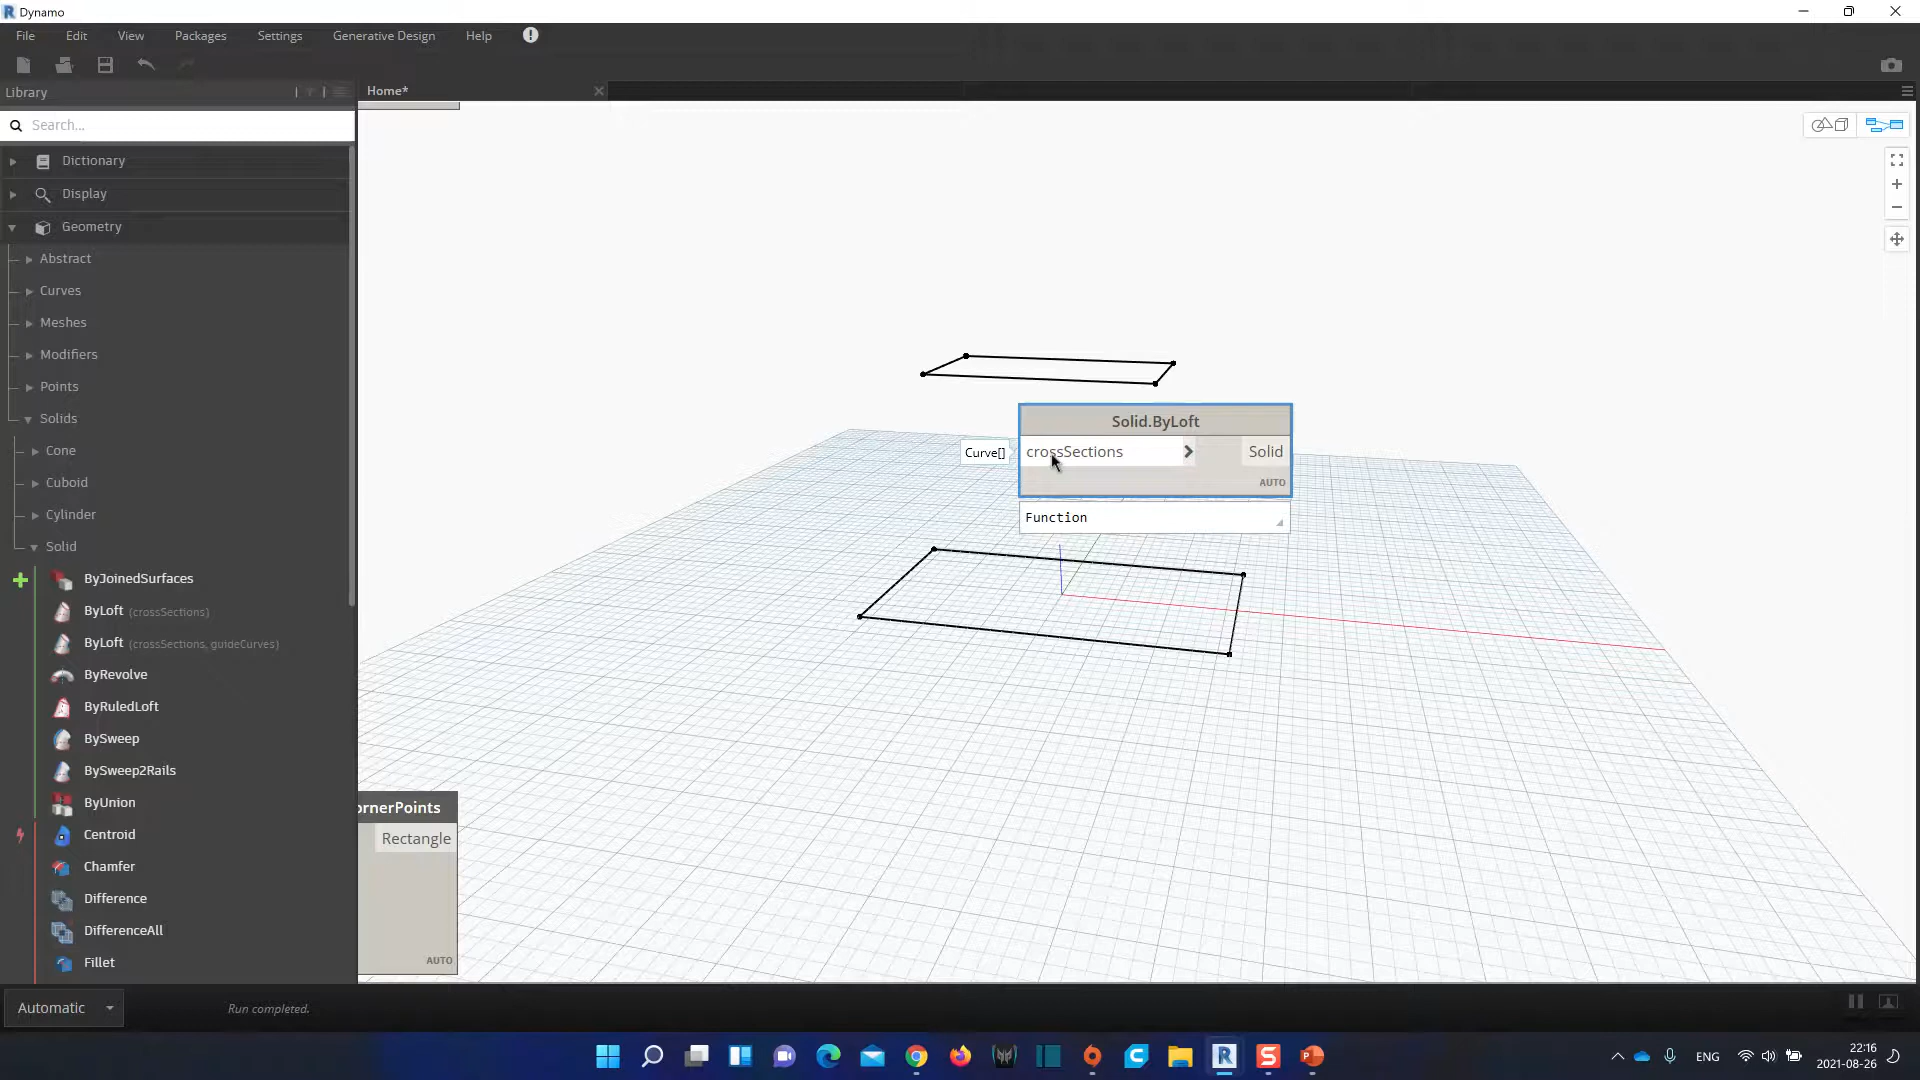 Dynamo
File Edit View Packages Settings Generative Design Help
Library
Home*
Search...
Dictionary
Display
Geometry
Abstract
Curves
Meshes
Modifiers
Points
Solids
Cone
Cuboid
Cylinder
Solid
ByJoinedSurfaces
ByLoft (crossSections)
ByLoft (crossSections, guideCurves)
ByRevolve
ByRuledLoft
BySweep
BySweep2Rails
ByUnion
Centroid
Chamfer
Difference
DifferenceAll
Fillet
Solid.ByLoft
Curve[] crossSections > Solid
AUTO
Function
ornerPoints
Rectangle
AUTO
Automatic
Run completed.
ENG
22:16
2021-08-26